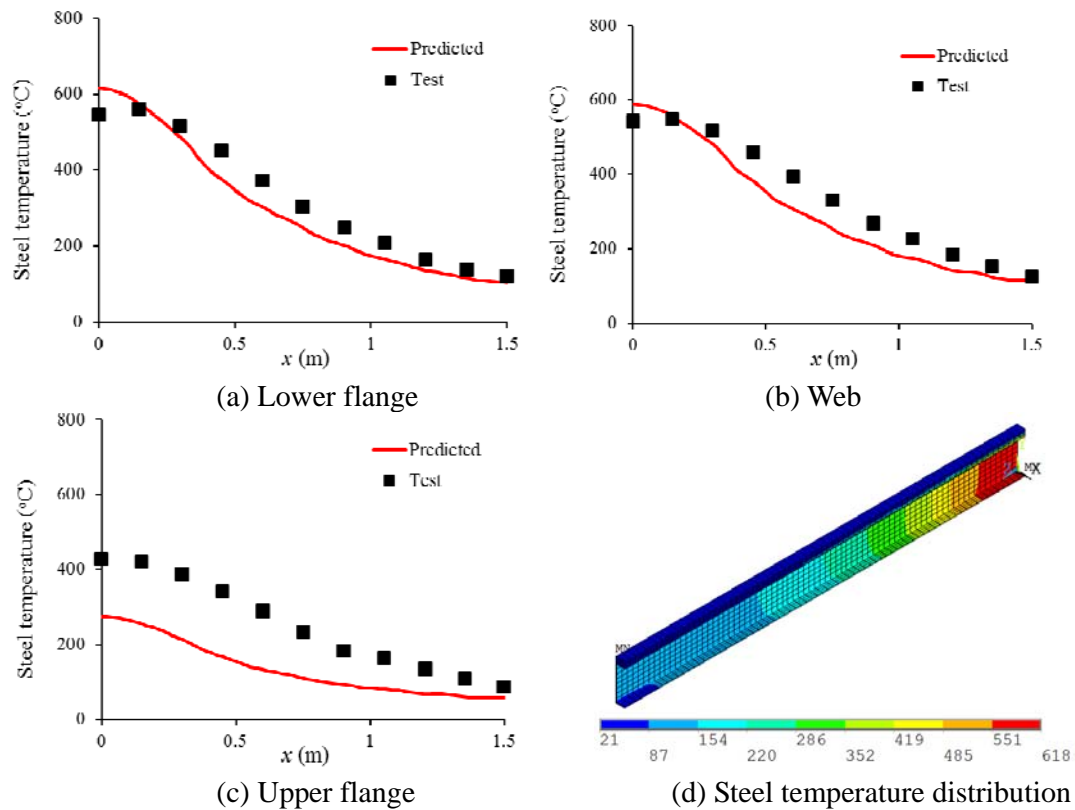 800
600
400
200
0
Steel temperature (°C)
Predicted
Test
0 0.5 1 1.5
x (m)
(a) Lower flange
800
600
400
200
0
Steel temperature (°C)
Predicted
Test
0 0.5 1 1.5
x (m)
(b) Web
800
600
400
200
0
Steel temperature (°C)
Predicted
Test
0 0.5 1 1.5
x (m)
(c) Upper flange
MX
MN
21 154 286 419 551
87 220 352 485 618
(d) Steel temperature distribution